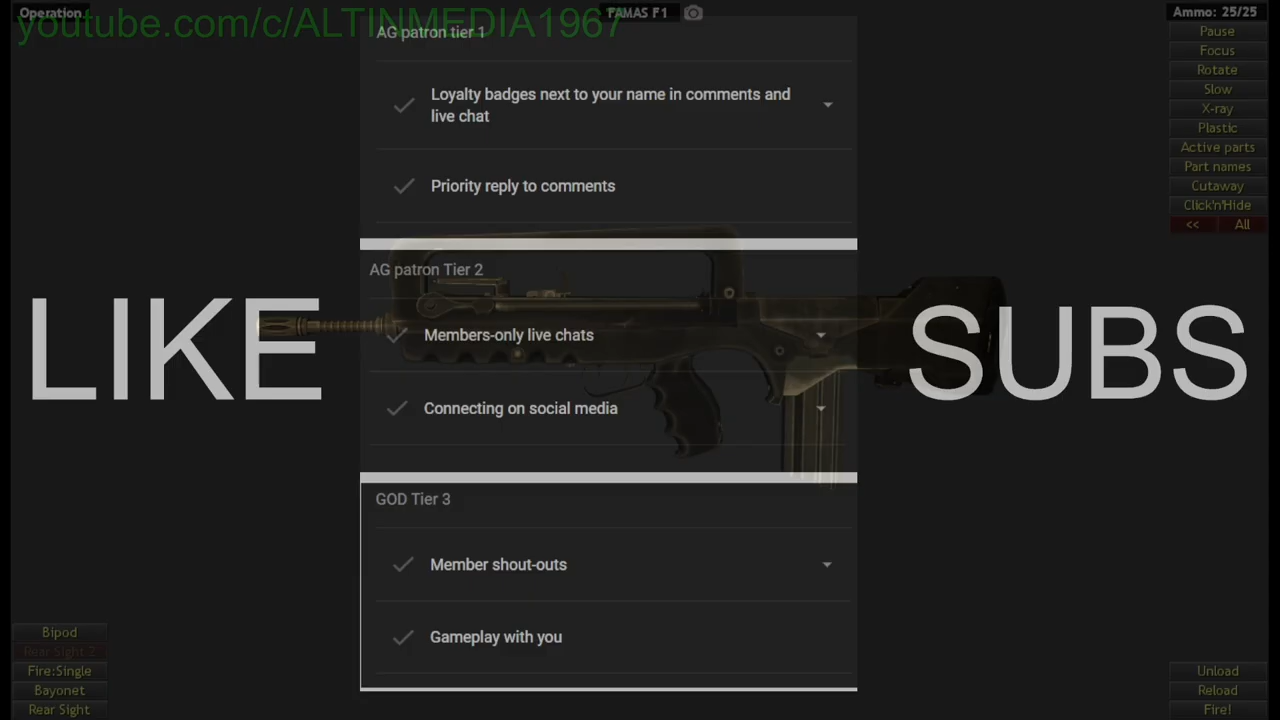 Operation
youtube.com/c/ALTINMEDIA1967
FAMAS F1
Ammo: 25/25
AG patron tier 1
Loyalty badges next to your name in comments and
live chat
Priority reply to comments
AG patron Tier 2
Members-only live chats
Connecting on social media
GOD Tier 3
Member shout-outs
Gameplay with you
LIKE
SUBS
Pause
Focus
Rotate
Slow
X-ray
Plastic
Active parts
Part names
Cutaway
Click'n'Hide
<< All
Bipod
Rear Sight 2
Fire:Single
Bayonet
Rear Sight
Unload
Reload
Fire!